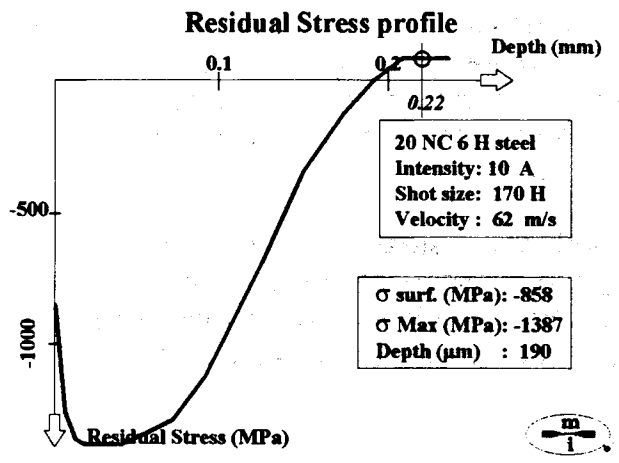 Residual Stress profile
Depth (mm)
0.1
0.2
0.22
20 NC 6 H steel
Intensity: 10 A
Shot size: 170 H
Velocity : 62 m/s
-500
σ surf. (MPa): -858
σ Max (MPa): -1387
Depth (μm) : 190
-1000
Residual Stress (MPa)
m
i